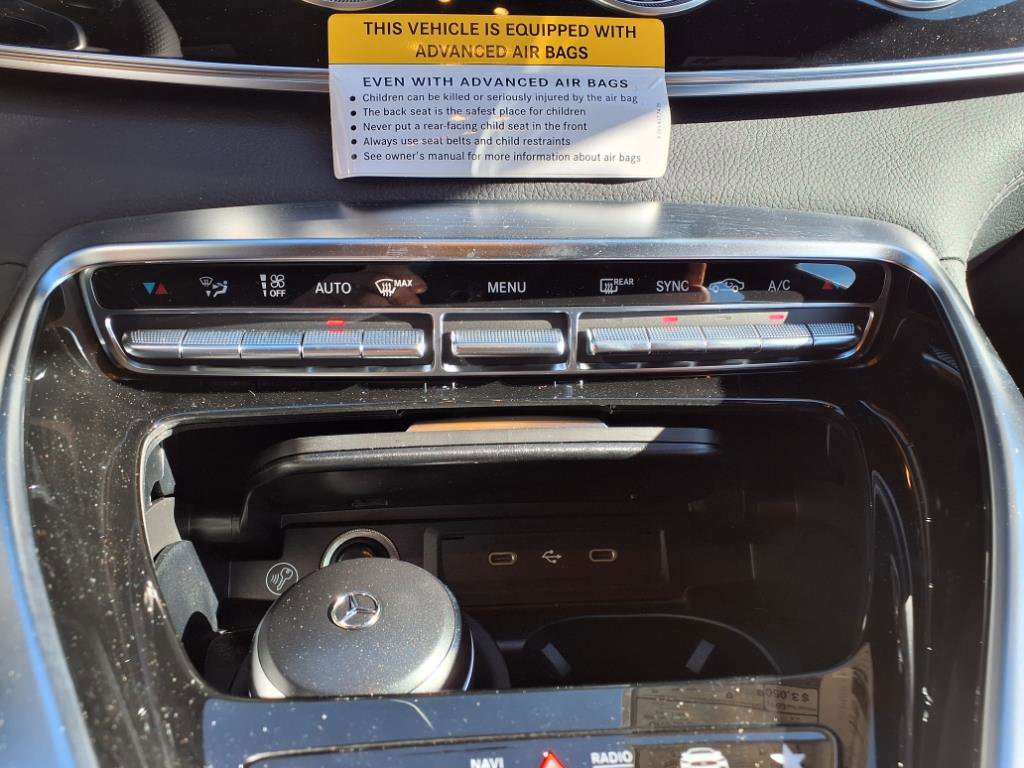 THIS VEHICLE IS EQUIPPED WITH
ADVANCED AIR BAGS
EVEN WITH ADVANCED AIR BAGS
• Children can be killed or seriously injured by the air bag
• The back seat is the safest place for children
• Never put a rear-facing child seat in the front
• Always use seat belts and child restraints
• See owner's manual for more information about air bags
OFF AUTO MAX MENU REAR SYNC A/C
$3,050
NAVI RADIO